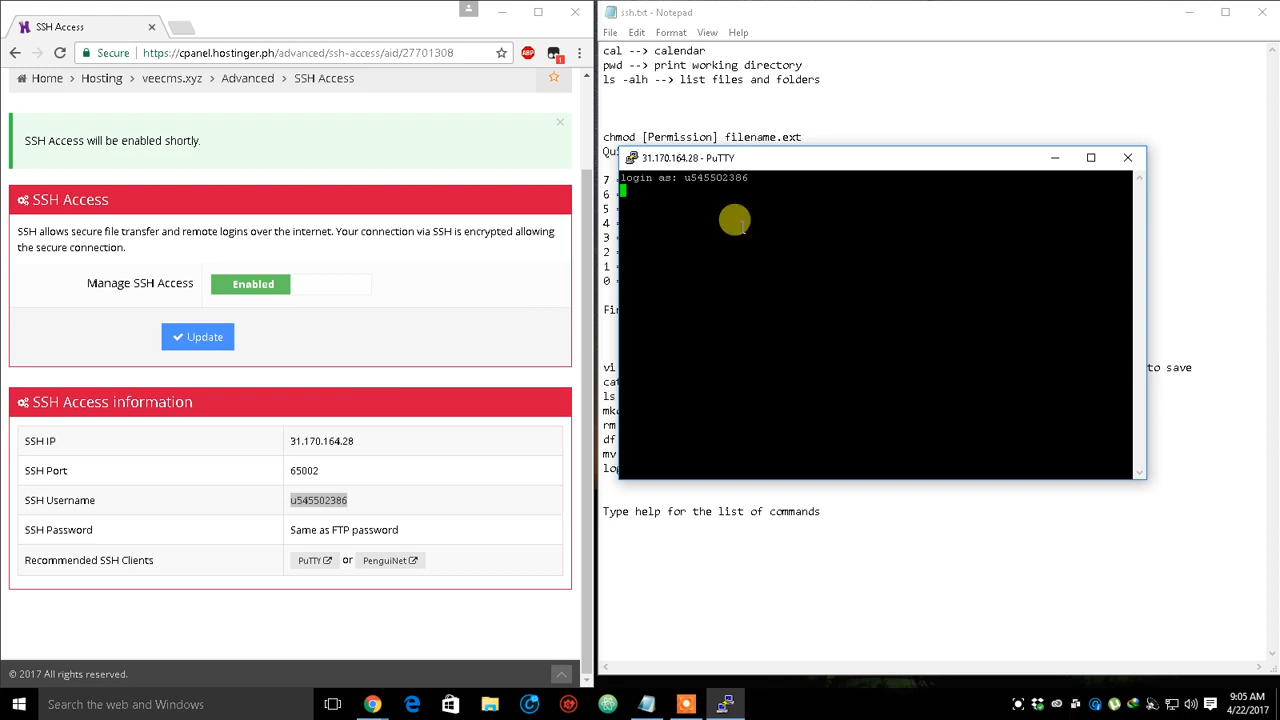 SSH Access
Secure
https://cpanel.hostinger.ph/advanced/ssh-access/aid/27701308
ABP
1
Home > Hosting > veecms.xyz > Advanced > SSH Access
SSH Access will be enabled shortly.
SSH Access
SSH allows secure file transfer and remote logins over the internet. Your connection via SSH is encrypted allowing
the secure connection.
Manage SSH Access
Enabled
Update
SSH Access information
SSH IP 31.170.164.28
SSH Port 65002
SSH Username u545502386
SSH Password Same as FTP password
Recommended SSH Clients PuTTY or PenguiNet
© 2017 All rights reserved.
ssh.txt - Notepad
File Edit Format View Help
cal --> calendar
pwd --> print working directory
ls -alh --> list files and folders
chmod [Permission] filename.ext
31.170.164.28 - PuTTY
login as: u545502386
7
6
5
4
3
2
1
0
vi to save
ls
rm
df
mv
Type help for the list of commands
Search the web and Windows
9:05 AM
4/22/2017